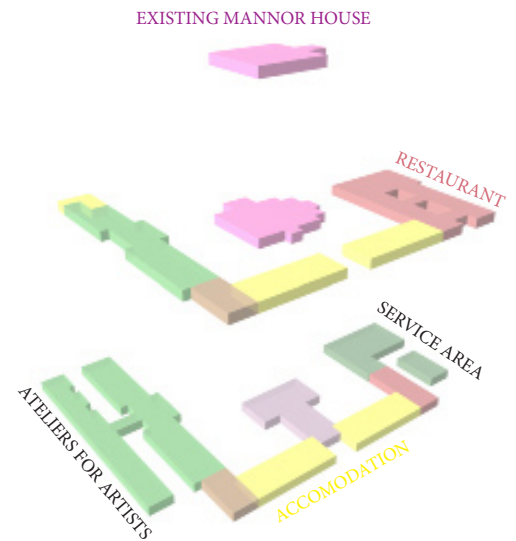 EXISTING MANNOR HOUSE
RESTAURANT
SERVICE AREA
ATELIERS FOR ARTISTS
ACCOMODATION